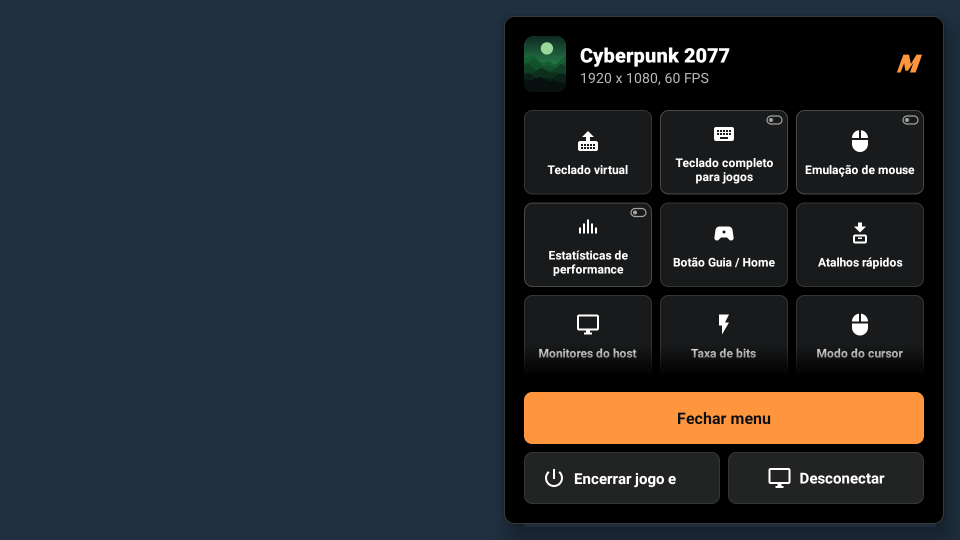 Cyberpunk 2077
1920 x 1080, 60 FPS
M
Teclado virtual
Teclado completo
para jogos
Emulação de mouse
Estatísticas de
performance
Botão Guia / Home
Atalhos rápidos
Monitores do host
Taxa de bits
Modo do cursor
Fechar menu
Encerrar jogo e
Desconectar